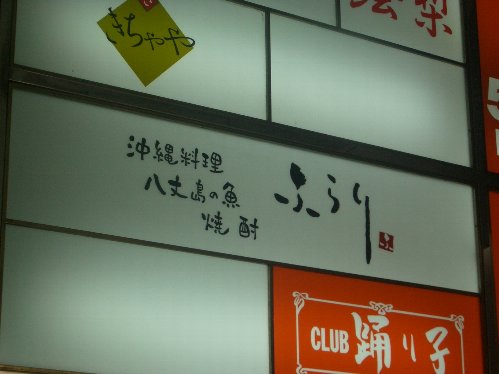 きちゃや
沖縄料理
八丈島の魚
焼酎
ふらり
CLUB 踊り子